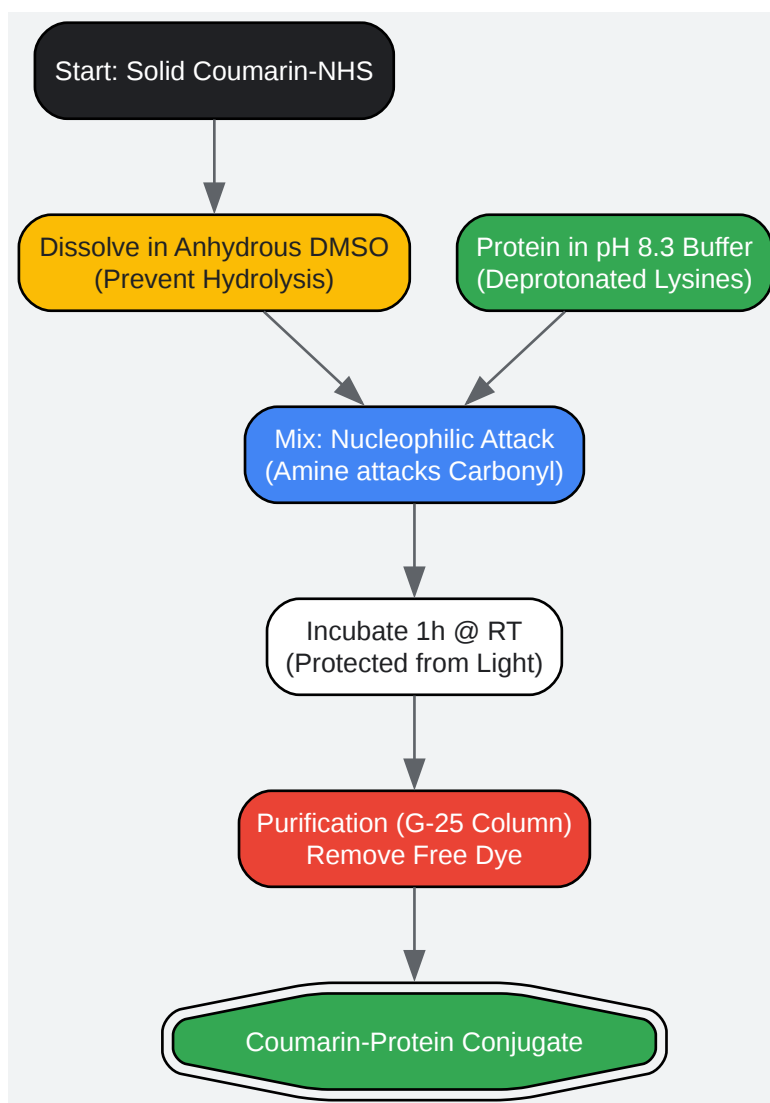 Start: Solid Coumarin-NHS
Dissolve in Anhydrous DMSO
(Prevent Hydrolysis)
Protein in pH 8.3 Buffer
(Deprotonated Lysines)
Mix: Nucleophilic Attack
(Amine attacks Carbonyl)
Incubate 1h @ RT
(Protected from Light)
Purification (G-25 Column)
Remove Free Dye
Coumarin-Protein Conjugate